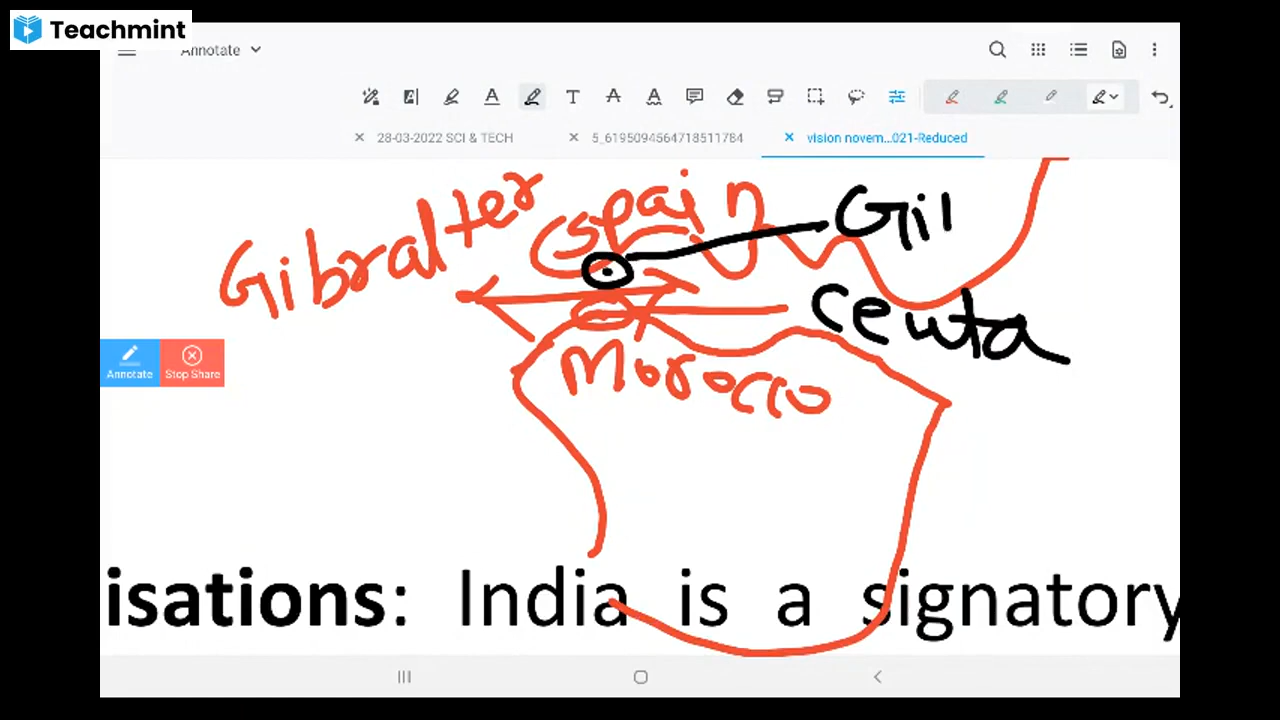 Teachmint
Annotate
28-03-2022 SCI & TECH
5_6195094564718511784
vision novem...021-Reduced
Gibralter
Spain
Gil
Ceuta
Annotate
Stop Share
Morocco
isations: India is a signatory